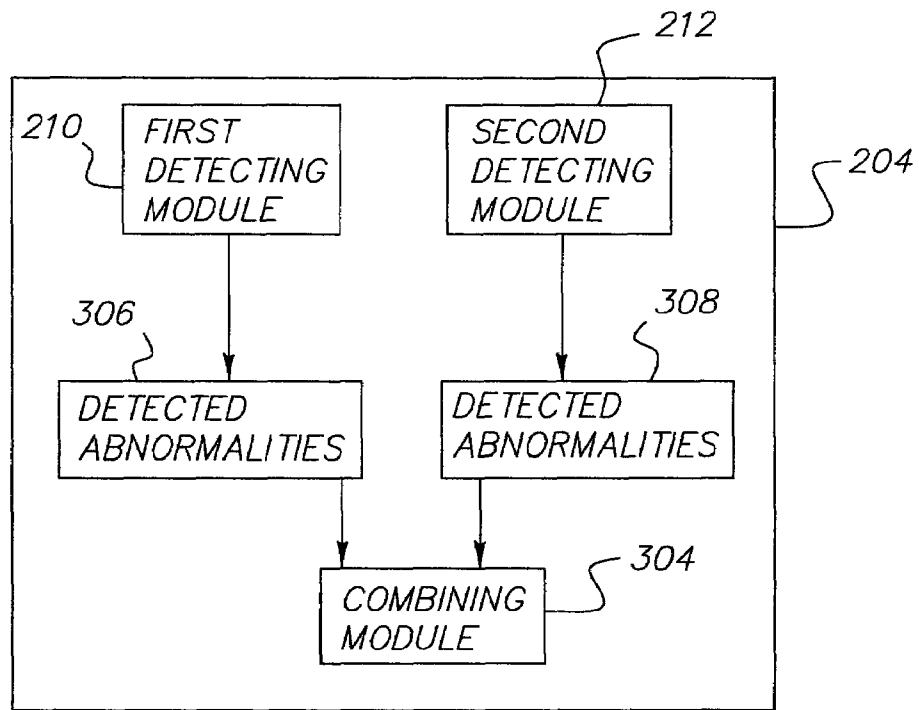 212
210
FIRST
DETECTING
MODULE
SECOND
DETECTING
MODULE
204
306
308
DETECTED
ABNORMALITIES
DETECTED
ABNORMALITIES
304
COMBINING
MODULE